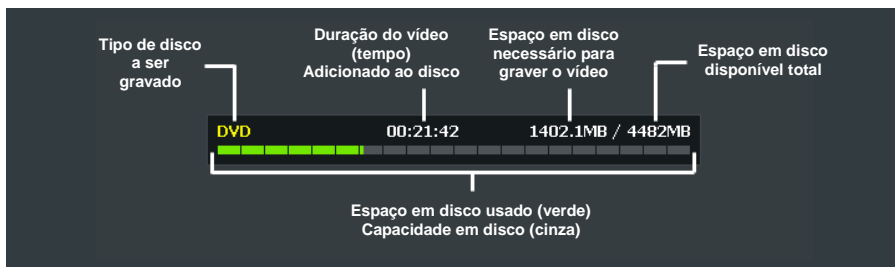 Tipo de disco
a ser
gravado
Duração do vídeo
(tempo)
Adicionado ao disco
Espaço em disco
necessário para
graver o vídeo
Espaço em disco
disponível total
DVD 00:21:42 1402.1MB / 4482MB
Espaço em disco usado (verde)
Capacidade em disco (cinza)